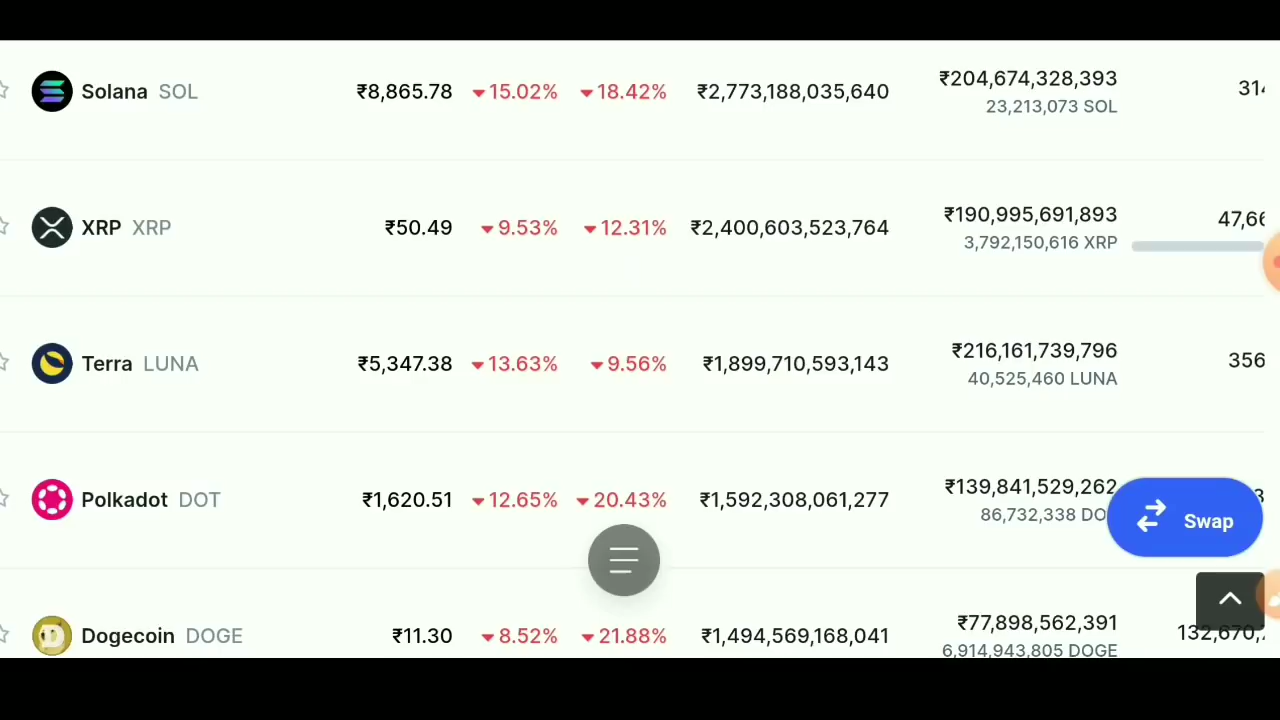 Solana SOL ₹8,865.78 15.02% 18.42% ₹2,773,188,035,640 ₹204,674,328,393
23,213,073 SOL
XRP XRP ₹50.49 9.53% 12.31% ₹2,400,603,523,764 ₹190,995,691,893
3,792,150,616 XRP
Terra LUNA ₹5,347.38 13.63% 9.56% ₹1,899,710,593,143 ₹216,161,739,796 356
40,525,460 LUNA
Polkadot DOT ₹1,620.51 12.65% 20.43% ₹1,592,308,061,277 ₹139,841,529,262
86,732,338
Swap
Dogecoin DOGE ₹11.30 8.52% 21.88% ₹1,494,569,168,041 ₹77,898,562,391
6,914,943,805 DOGE